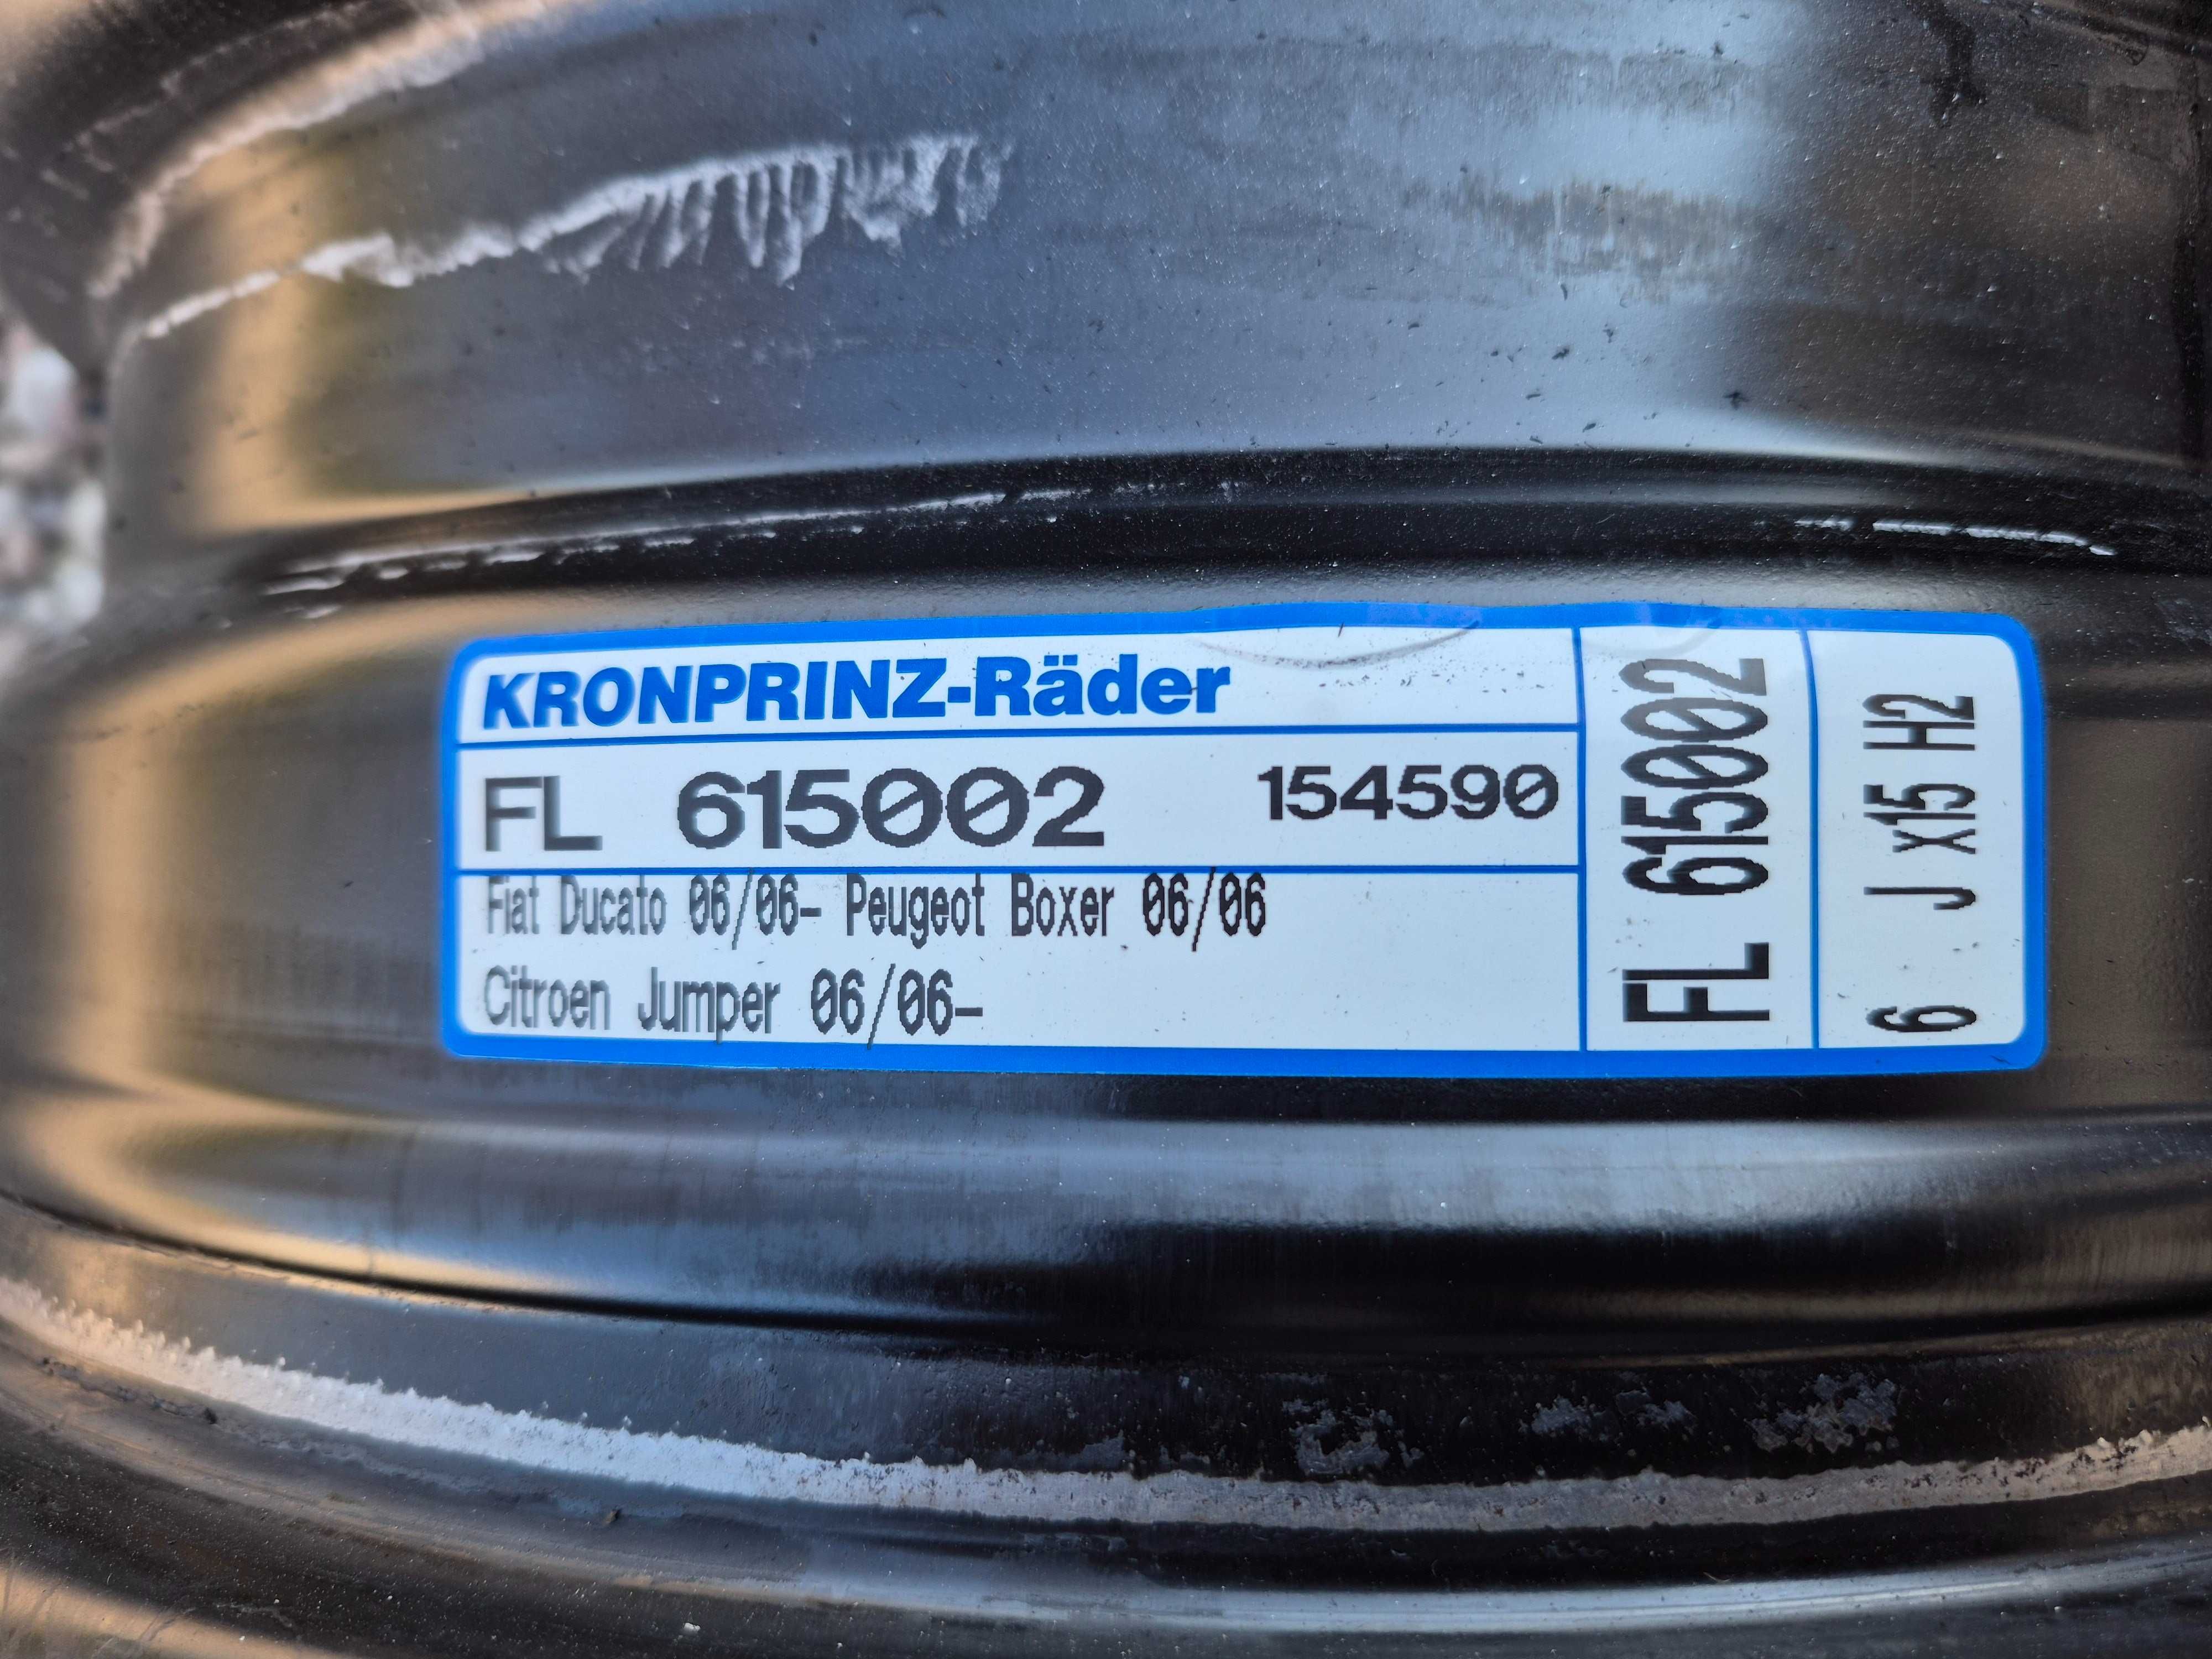 KRONPRINZ-Räder
FL 615002 154590
Fiat Ducato 06/06- Peugeot Boxer 06/06
Citroen Jumper 06/06-
FL 615002
6 J x15 H2